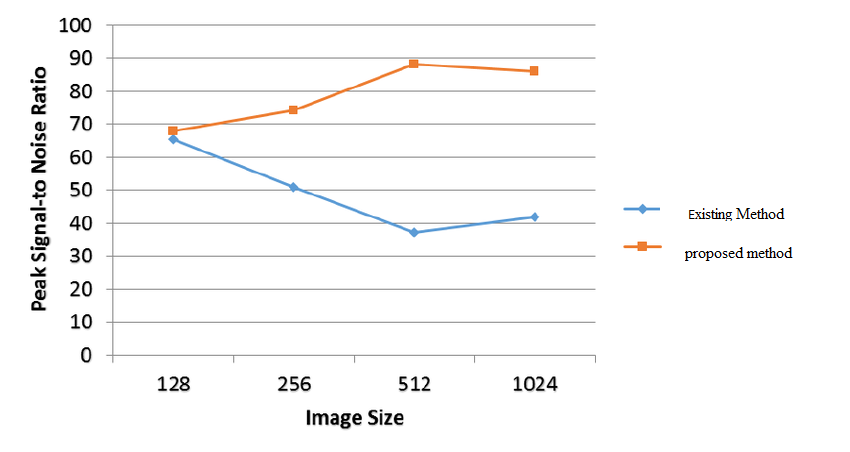 100
90
80
70
60
50
40
30
20
10
0
Peak Signal-to Noise Ratio
128 256 512 1024
Image Size
Existing Method
proposed method